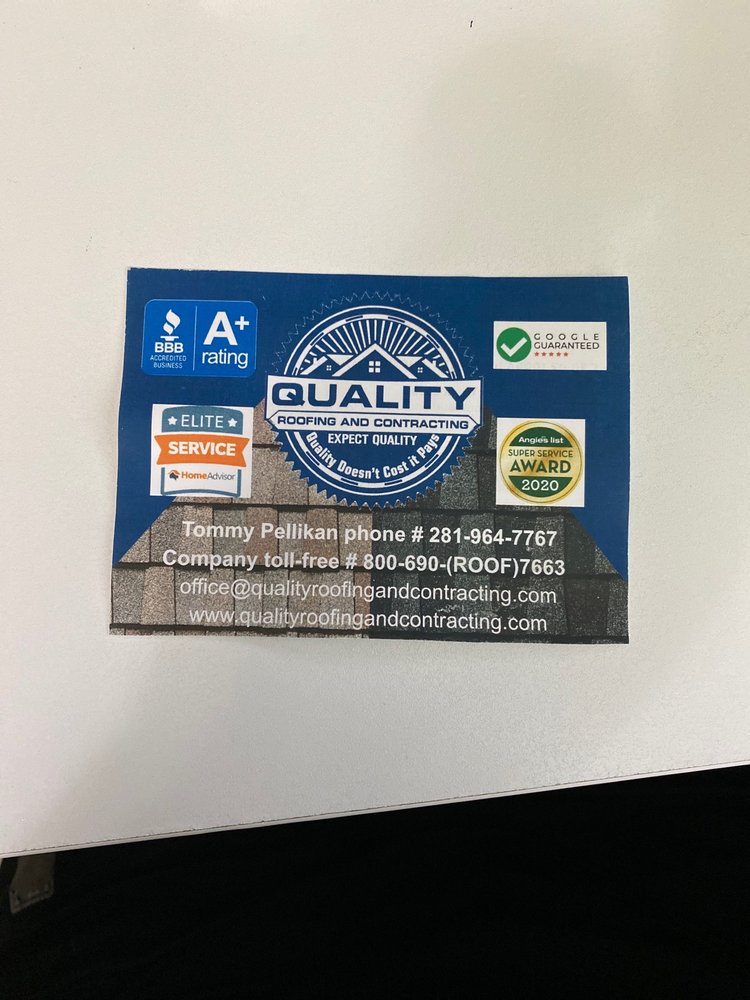 BBB
ACCREDITED
BUSINESS
A+
rating
QUALITY
ROOFING AND CONTRACTING
EXPECT QUALITY
Quality Doesn't Cost it Pays
GOOGLE
GUARANTEED
ELITE
SERVICE
HomeAdvisor
Angie's list
SUPER SERVICE
AWARD
2020
Tommy Pellikan phone # 281-964-7767
Company toll-free # 800-690-(ROOF)7663
office@qualityroofingandcontracting.com
www.qualityroofingandcontracting.com